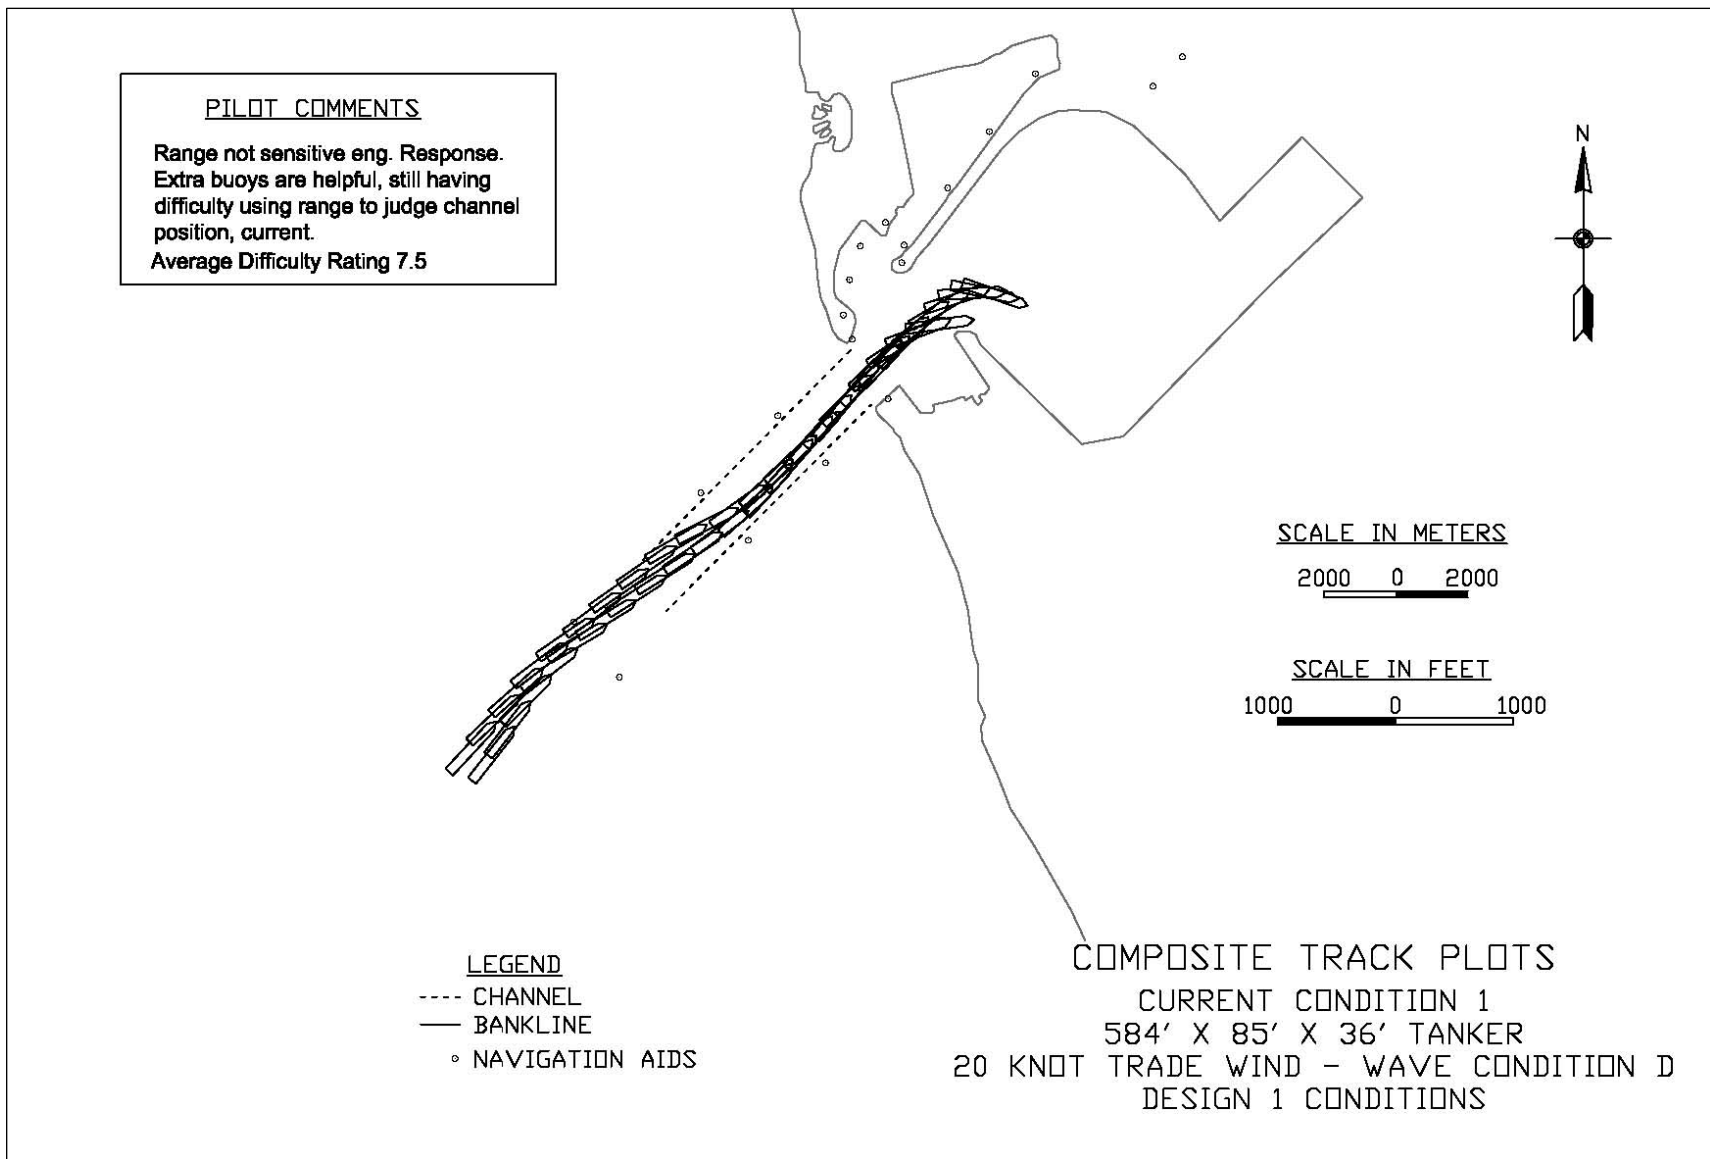 PILOT COMMENTS
Range not sensitive eng. Response.
Extra buoys are helpful, still having
difficulty using range to judge channel
position, current.
Average Difficulty Rating 7.5
N
SCALE IN METERS
2000 0 2000
SCALE IN FEET
1000 0 1000
LEGEND
CHANNEL
BANKLINE
NAVIGATION AIDS
COMPOSITE TRACK PLOTS
CURRENT CONDITION 1
584' X 85' X 36' TANKER
20 KNOT TRADE WIND - WAVE CONDITION D
DESIGN 1 CONDITIONS